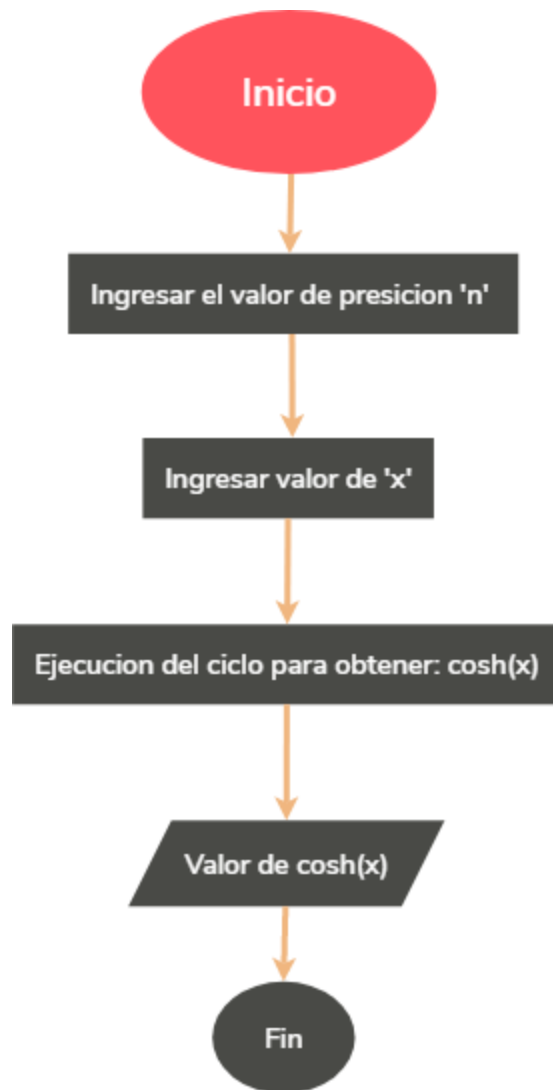 Inicio
Ingresar el valor de presicion 'n'
Ingresar valor de 'x'
Ejecucion del ciclo para obtener: cosh(x)
Valor de cosh(x)
Fin